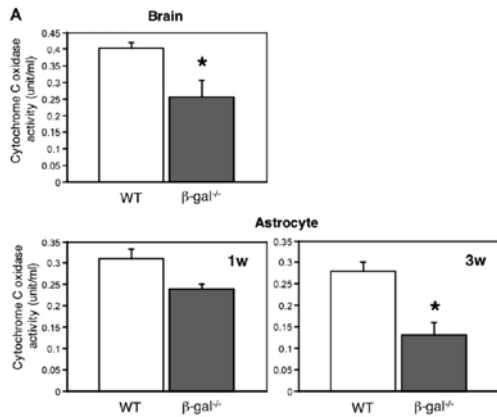 A
Brain
Cytochrome C oxidase
activity (unit/ml)
0.45
0.4
0.35
0.3
0.25
0.2
0.15
0.1
0.05
0
*
WT
β-gal⁻/⁻
Astrocyte
Cytochrome C oxidase
activity (unit/ml)
0.35
0.3
0.25
0.2
0.15
0.1
0.05
0
1w
WT
β-gal⁻/⁻
0.35
0.3
0.25
0.2
0.15
0.1
0.05
0
3w
*
WT
β-gal⁻/⁻